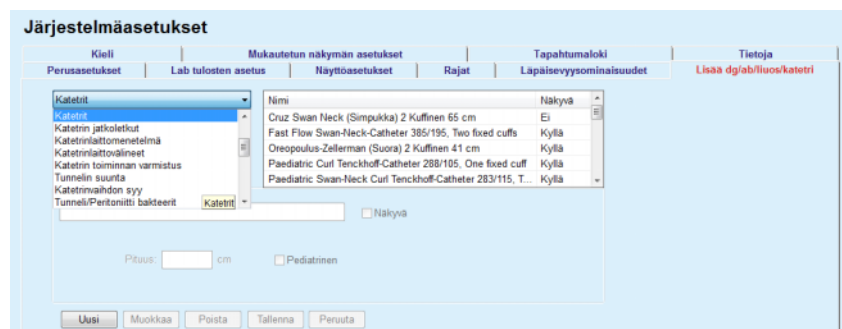 Järjestelmäasetukset
Kieli Mukautetun näkymän asetukset Tapahtumaloki Tietoja
Perusasetukset Lab tulosten asetus Näyttöasetukset Rajat Läpäisevyysominaisuudet Lisää dg/ab/liuos/katetri
Katetrit
Katetrit
Katetrin jatkoletkut
Katetrinlaittomenetelmä
Katetrinlaittovälineet
Katetrin toiminnan varmistus
Tunnelin suunta
Katetrinvaihdon syy
Tunneli/Peritoniitti bakteerit
Katetrit
Nimi Näkyvä
Cruz Swan Neck (Simpukka) 2 Kuffinen 65 cm Ei
Fast Flow Swan-Neck-Catheter 385/195, Two fixed cuffs Kyllä
Oreopoulus-Zellerman (Suora) 2 Kuffinen 41 cm Kyllä
Paediatric Curl Tenckhoff-Catheter 288/105, One fixed cuff Kyllä
Paediatric Swan-Neck Curl Tenckhoff-Catheter 283/115, T... Kyllä
Näkyvä
Pituus: cm Pediatrinen
Uusi Muokkaa Poista Tallenna Peruuta